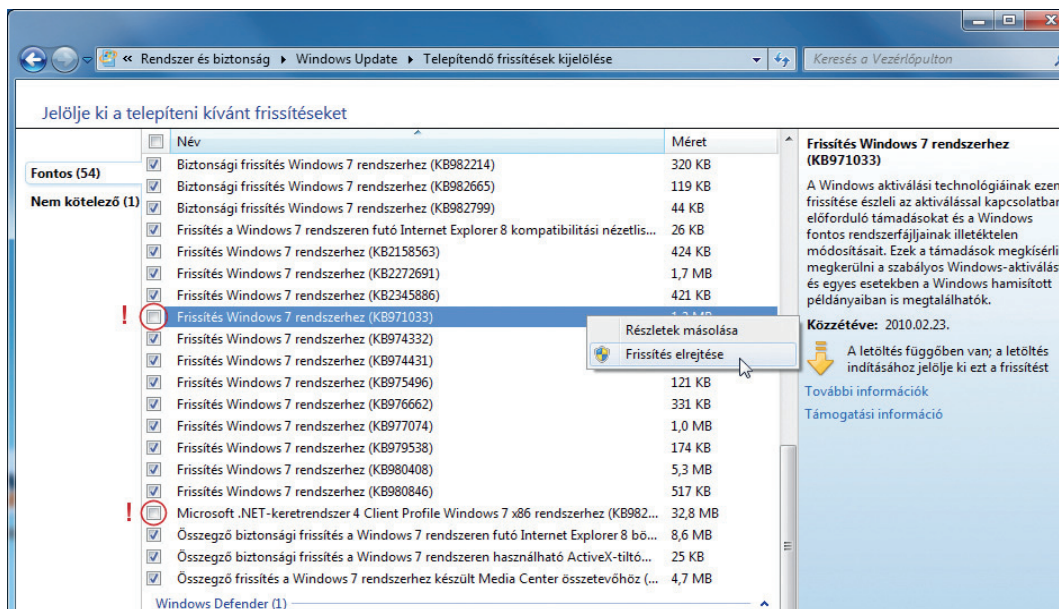 « Rendszer és biztonság ▸ Windows Update ▸ Telepítendő frissítések kijelölése
Keresés a Vezérlőpulton
Jelölje ki a telepíteni kívánt frissítéseket
Fontos (54)
Nem kötelező (1)
Név Méret
Biztonsági frissítés Windows 7 rendszerhez (KB982214) 320 KB
Biztonsági frissítés Windows 7 rendszerhez (KB982665) 119 KB
Biztonsági frissítés Windows 7 rendszerhez (KB982799) 44 KB
Frissítés a Windows 7 rendszeren futó Internet Explorer 8 kompatibilitási nézetlis... 26 KB
Frissítés Windows 7 rendszerhez (KB2158563) 424 KB
Frissítés Windows 7 rendszerhez (KB2272691) 1,7 MB
Frissítés Windows 7 rendszerhez (KB2345886) 421 KB
! Frissítés Windows 7 rendszerhez (KB971033)
Frissítés Windows 7 rendszerhez (KB974332)
Frissítés Windows 7 rendszerhez (KB974431)
Frissítés Windows 7 rendszerhez (KB975496) 121 KB
Frissítés Windows 7 rendszerhez (KB976662) 331 KB
Frissítés Windows 7 rendszerhez (KB977074) 1,0 MB
Frissítés Windows 7 rendszerhez (KB979538) 174 KB
Frissítés Windows 7 rendszerhez (KB980408) 5,3 MB
Frissítés Windows 7 rendszerhez (KB980846) 517 KB
! Microsoft .NET-keretrendszer 4 Client Profile Windows 7 x86 rendszerhez (KB982... 32,8 MB
Összegző biztonsági frissítés a Windows 7 rendszeren futó Internet Explorer 8 bö... 8,6 MB
Összegző biztonsági frissítés a Windows 7 rendszeren használható ActiveX-tiltó... 25 KB
Összegző frissítés a Windows 7 rendszerhez készült Media Center összetevőhöz (... 4,7 MB
Windows Defender (1)
Részletek másolása
Frissítés elrejtése
Frissítés Windows 7 rendszerhez
(KB971033)
A Windows aktiválási technológiáinak ezen
frissítése észleli az aktiválással kapcsolatban
előforduló támadásokat és a Windows
fontos rendszerfájljainak illetéktelen
módosításait. Ezek a támadások megkísérli
megkerülni a szabályos Windows-aktiválás
és egyes esetekben a Windows hamisított
példányaiban is megtalálhatók.
Közzétéve: 2010.02.23.
A letöltés függőben van; a letöltés
indításához jelölje ki ezt a frissítést
További információk
Támogatási információ